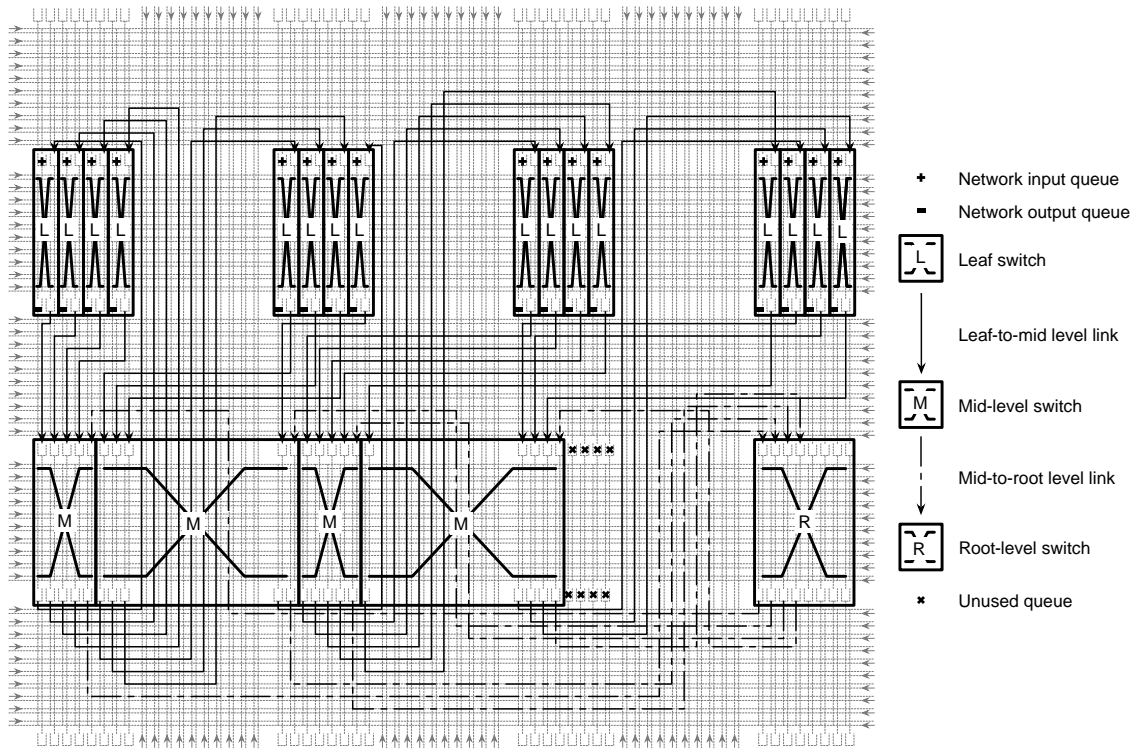 L L L L L L L L L L L L L L L L
M M M M R
Network input queue
Network output queue
L Leaf switch
Leaf-to-mid level link
M Mid-level switch
Mid-to-root level link
R Root-level switch
Unused queue